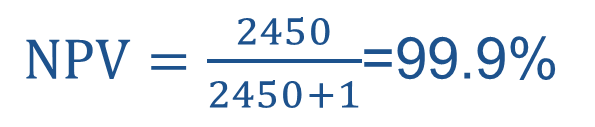 NPV = 2450/2450+1 =99.9%